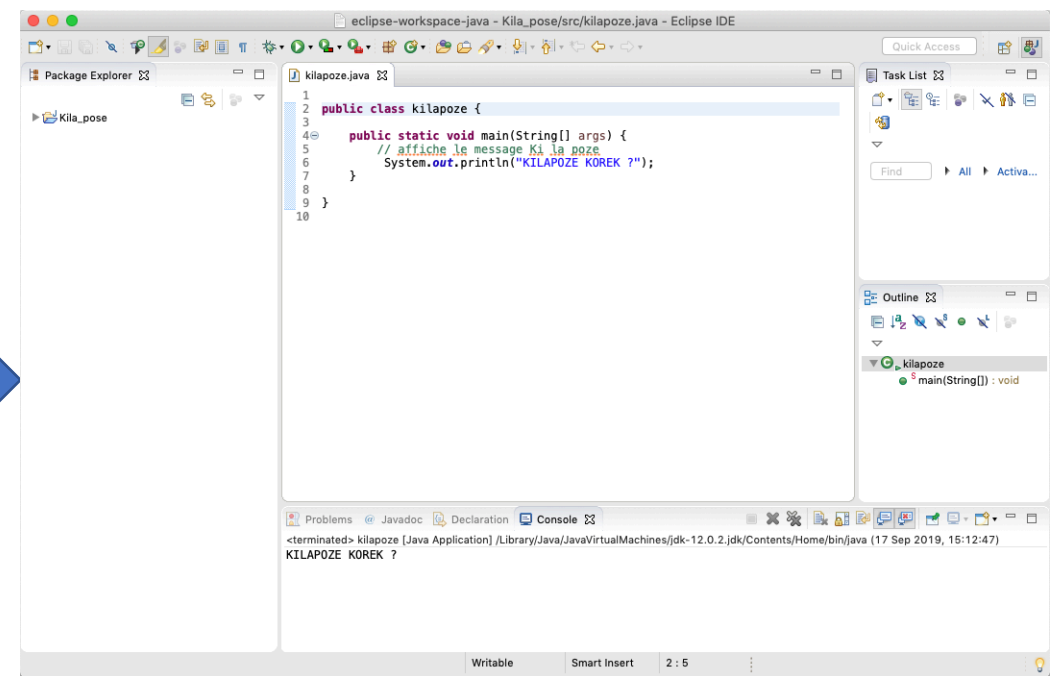 eclipse-workspace-java - Kila_pose/src/kilapoze.java - Eclipse IDE
Quick Access
Package Explorer
Kila_pose
kilapoze.java
1
2 public class kilapoze {
3
4 public static void main(String[] args) {
5 // affiche le message Ki la poze
6 System.out.println("KILAPOZE KOREK ?");
7 }
8
9 }
10
Task List
Find All Activa...
Outline
kilapoze
main(String[]) : void
Problems Javadoc Declaration Console
<terminated> kilapoze [Java Application] /Library/Java/JavaVirtualMachines/jdk-12.0.2.jdk/Contents/Home/bin/java (17 Sep 2019, 15:12:47)
KILAPOZE KOREK ?
Writable Smart Insert 2 : 5